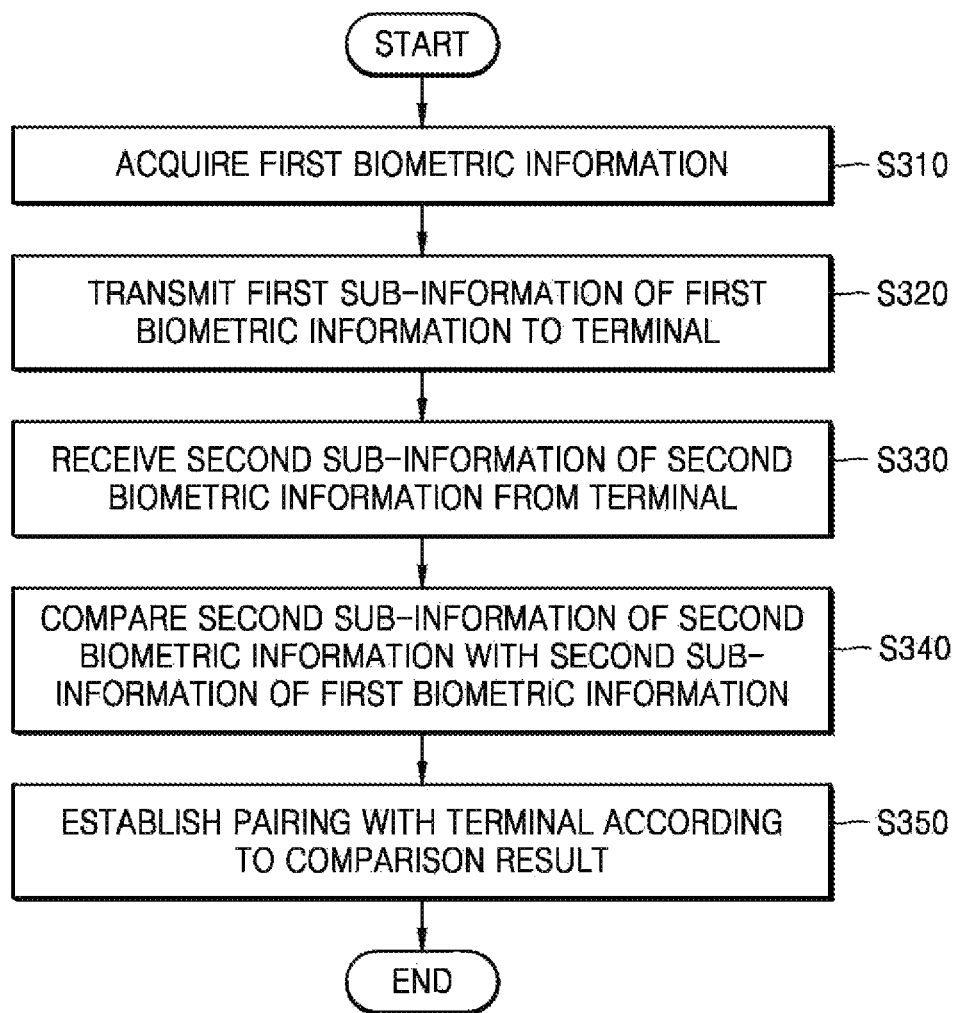 START
ACQUIRE FIRST BIOMETRIC INFORMATION
S310
TRANSMIT FIRST SUB-INFORMATION OF FIRST
BIOMETRIC INFORMATION TO TERMINAL
S320
RECEIVE SECOND SUB-INFORMATION OF SECOND
BIOMETRIC INFORMATION FROM TERMINAL
S330
COMPARE SECOND SUB-INFORMATION OF SECOND
BIOMETRIC INFORMATION WITH SECOND SUB-
INFORMATION OF FIRST BIOMETRIC INFORMATION
S340
ESTABLISH PAIRING WITH TERMINAL ACCORDING
TO COMPARISON RESULT
S350
END